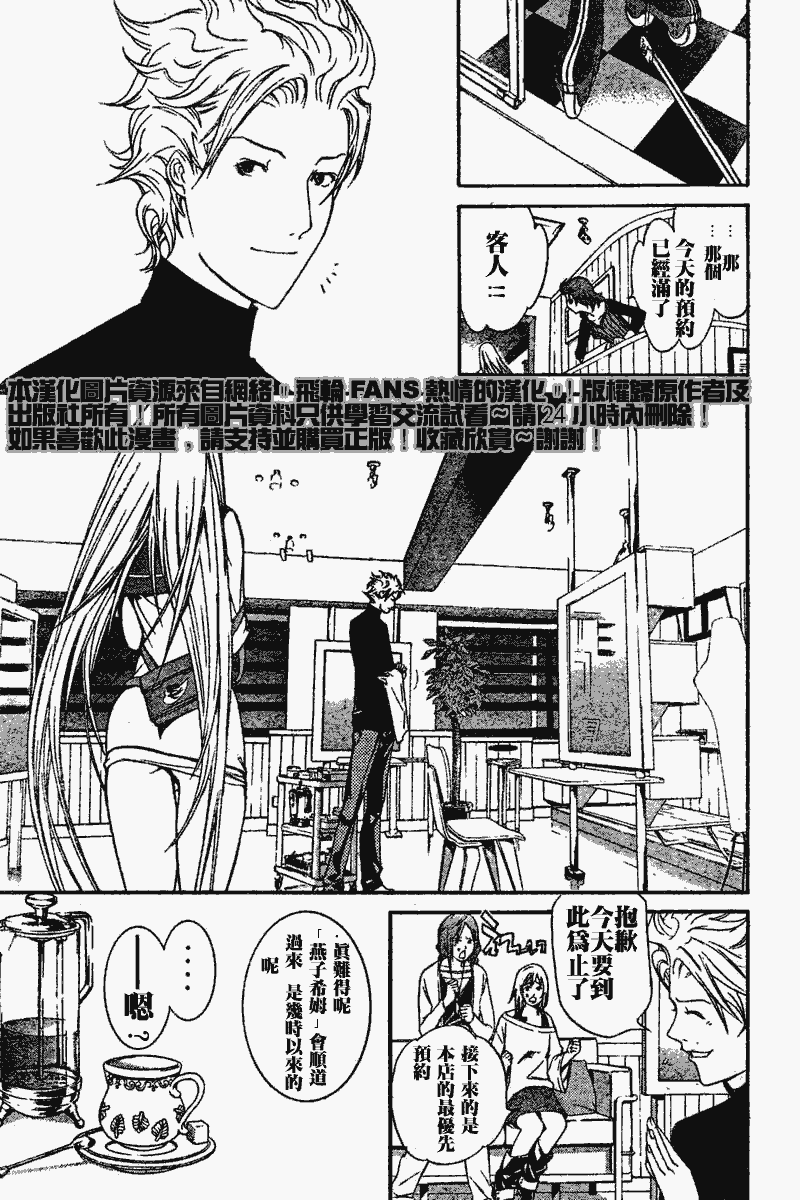 …那
…那個
今天的預約
已經滿了
客人!!
本漢化圖片資源來自網絡，飛輪 FANS 熱情的漢化，版權歸原作者及
出版社所有！所有圖片資料只供學習交流試看～請24小時內刪除！
如果喜歡此漫畫，請支持並購買正版！收藏欣賞～謝謝！
抱歉
今天要到
此為止了
接下來的是
本店的最優先
預約
．真難得呢
「燕子希姆」會順道
過來 是幾時以來的
呢
…
──嗯?